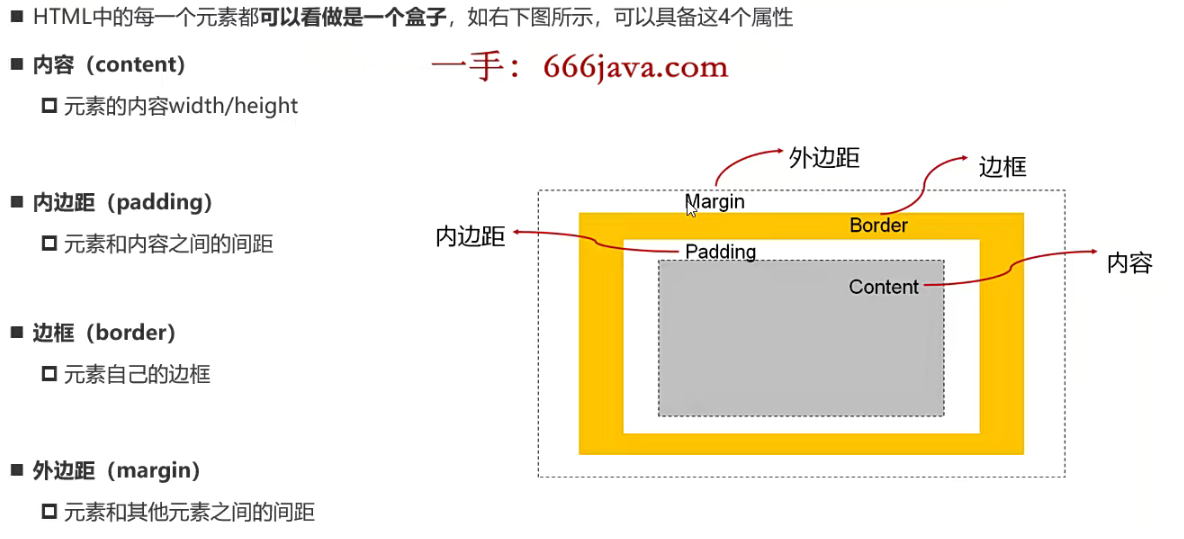 HTML中的每一个元素都可以看做是一个盒子，如右下图所示，可以具备这4个属性
内容（content）
一手：666java.com
元素的内容width/height
内边距（padding）
元素和内容之间的间距
边框（border）
元素自己的边框
外边距（margin）
元素和其他元素之间的间距
外边距
边框
Margin
Border
内边距
Padding
内容
Content